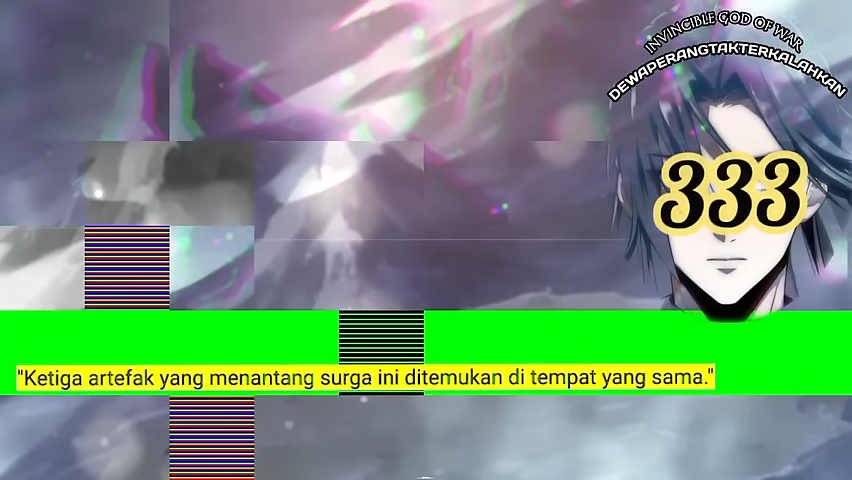 INVINCIBLE GOD OF WAR
DEWAPERANGTAKTERKALAHKAN
333
"Ketiga artefak yang menantang surga ini ditemukan di tempat yang sama."